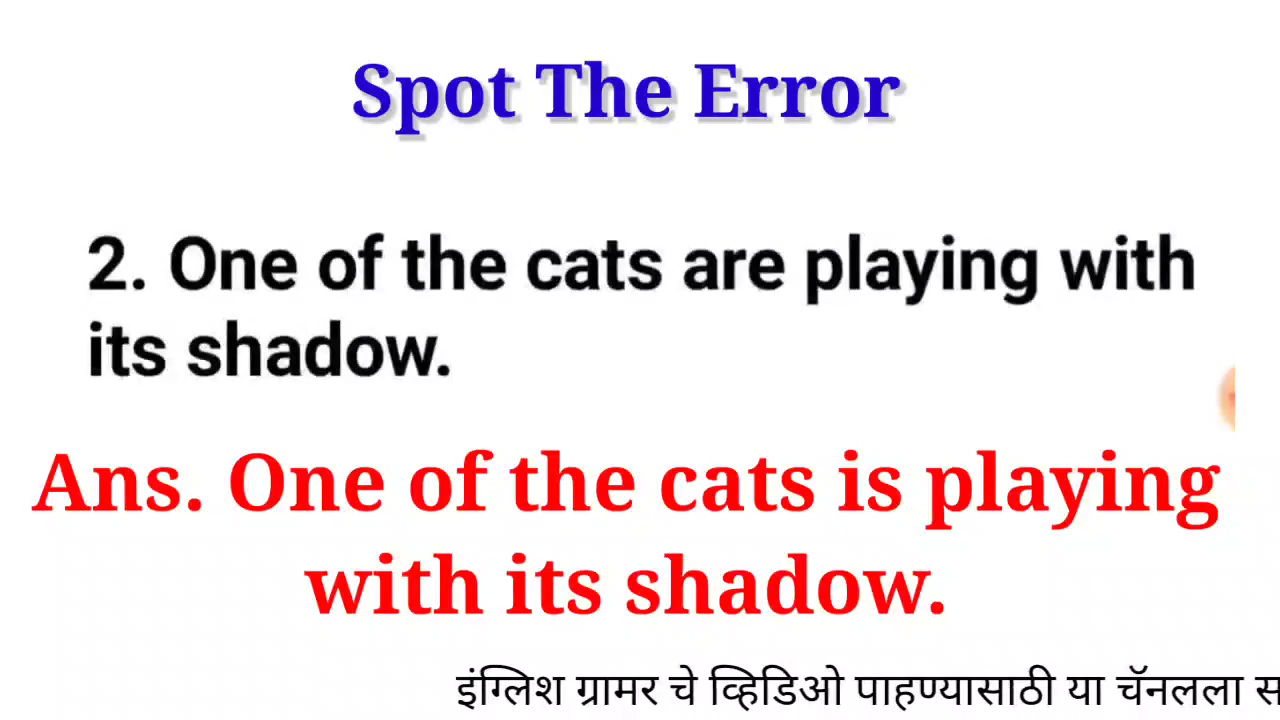 Spot The Error
2. One of the cats are playing with
its shadow.
Ans. One of the cats is playing
with its shadow.
इंग्लिश ग्रामर चे व्हिडिओ पाहण्यासाठी या चॅनलला